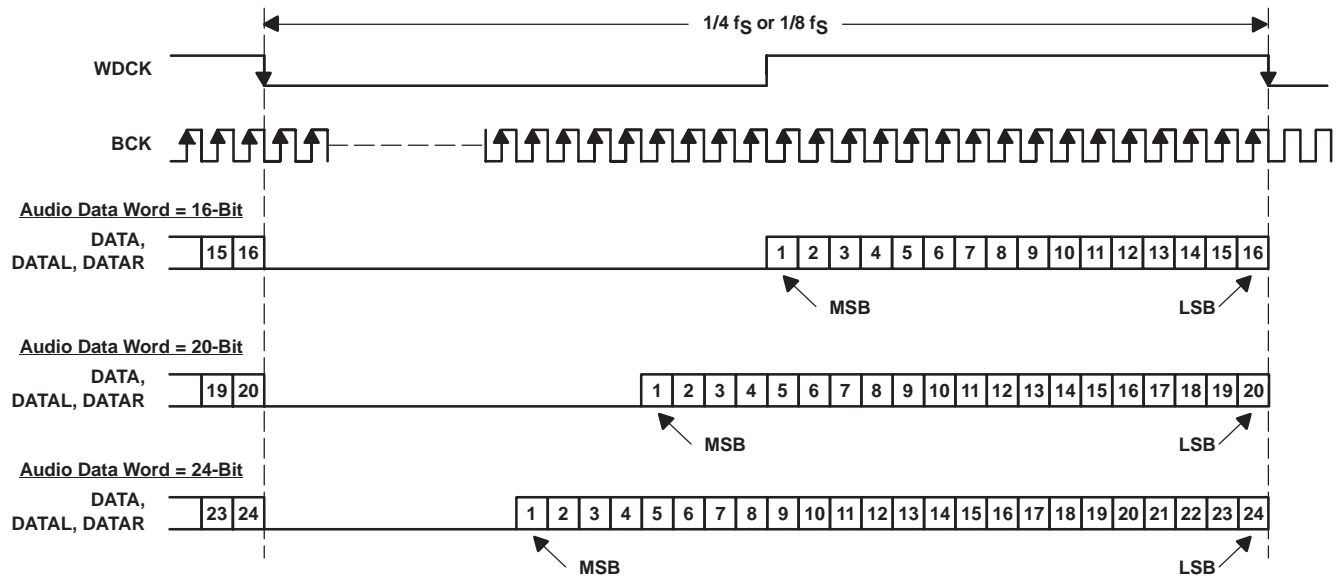 1/4 fS or 1/8 fS
WDCK
BCK
Audio Data Word = 16-Bit
DATA,
DATAL, DATAR
15 16 1 2 3 4 5 6 7 8 9 10 11 12 13 14 15 16
MSB LSB
Audio Data Word = 20-Bit
DATA,
DATAL, DATAR
19 20 1 2 3 4 5 6 7 8 9 10 11 12 13 14 15 16 17 18 19 20
MSB LSB
Audio Data Word = 24-Bit
DATA,
DATAL, DATAR
23 24 1 2 3 4 5 6 7 8 9 10 11 12 13 14 15 16 17 18 19 20 21 22 23 24
MSB LSB